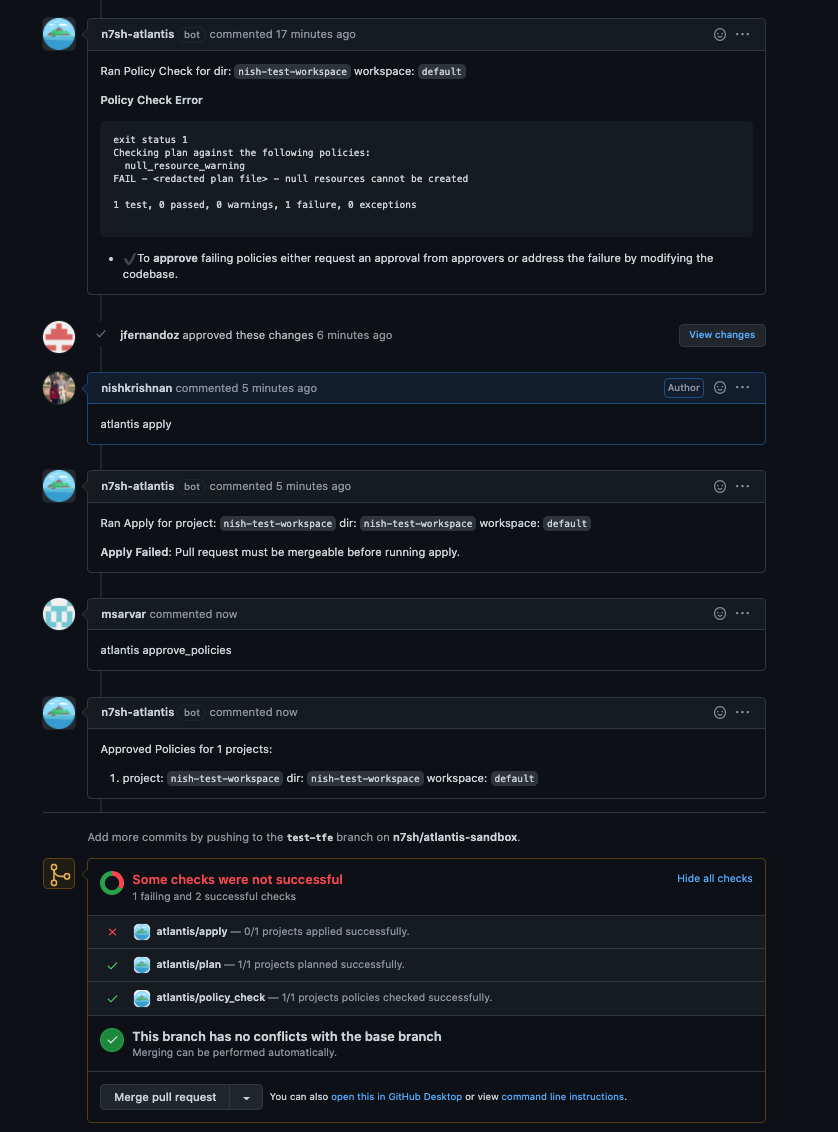 n7sh-atlantis bot commented 17 minutes ago
Ran Policy Check for dir: nish-test-workspace workspace: default
Policy Check Error
exit status 1
Checking plan against the following policies:
null_resource_warning
FAIL - <redacted plan file> - null resources cannot be created
1 test, 0 passed, 0 warnings, 1 failure, 0 exceptions
• ✔To approve failing policies either request an approval from approvers or address the failure by modifying the
codebase.
jfernandoz approved these changes 6 minutes ago View changes
nishkrishnan commented 5 minutes ago Author
atlantis apply
n7sh-atlantis bot commented 5 minutes ago
Ran Apply for project: nish-test-workspace dir: nish-test-workspace workspace: default
Apply Failed: Pull request must be mergeable before running apply.
msarvar commented now
atlantis approve_policies
n7sh-atlantis bot commented now
Approved Policies for 1 projects:
1. project: nish-test-workspace dir: nish-test-workspace workspace: default
Add more commits by pushing to the test-tfe branch on n7sh/atlantis-sandbox.
Some checks were not successful Hide all checks
1 failing and 2 successful checks
atlantis/apply — 0/1 projects applied successfully.
atlantis/plan — 1/1 projects planned successfully.
atlantis/policy_check — 1/1 projects policies checked successfully.
This branch has no conflicts with the base branch
Merging can be performed automatically.
Merge pull request You can also open this in GitHub Desktop or view command line instructions.